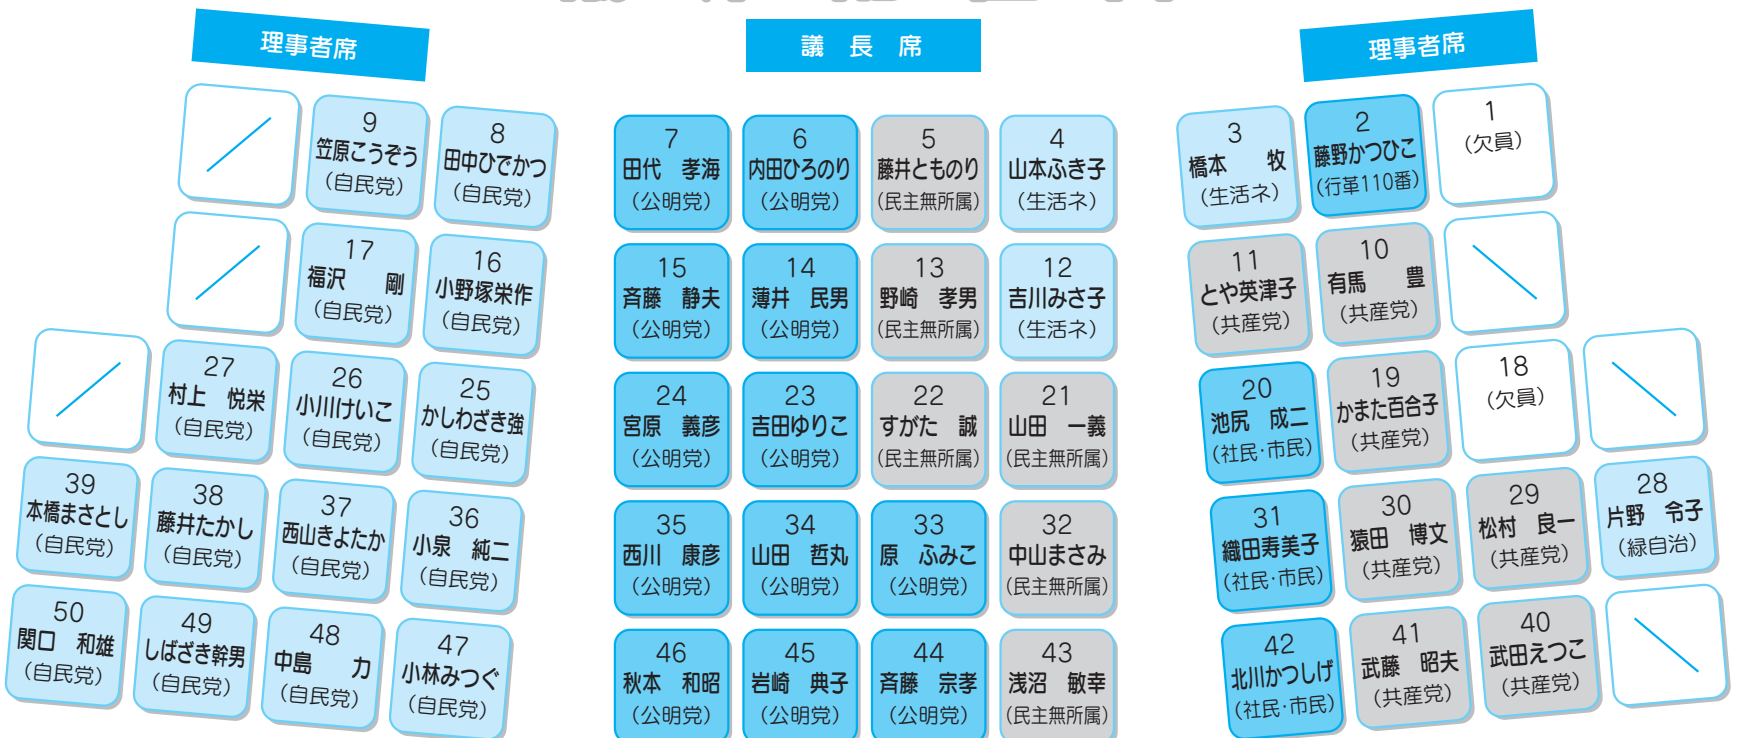 理事者席
議 長 席
理事者席
9
笠原こうぞう
(自民党)
8
田中ひでかつ
(自民党)
7
田代 孝海
(公明党)
6
内田ひろのり
(公明党)
5
藤井とものり
(民主無所属)
4
山本ふき子
(生活ネ)
3
橋本 牧
(生活ネ)
2
藤野かつひこ
(行革110番)
1
(欠員)
17
福沢 剛
(自民党)
16
小野塚栄作
(自民党)
15
斉藤 静夫
(公明党)
14
薄井 民男
(公明党)
13
野崎 孝男
(民主無所属)
12
吉川みさ子
(生活ネ)
11
とや英津子
(共産党)
10
有馬 豊
(共産党)
27
村上 悦栄
(自民党)
26
小川けいこ
(自民党)
25
かしわざき強
(自民党)
24
宮原 義彦
(公明党)
23
吉田ゆりこ
(公明党)
22
すがた 誠
(民主無所属)
21
山田 一義
(民主無所属)
20
池尻 成二
(社民・市民)
19
かまた百合子
(共産党)
18
(欠員)
39
本橋まさとし
(自民党)
38
藤井たかし
(自民党)
37
西山きよたか
(自民党)
36
小泉 純二
(自民党)
35
西川 康彦
(公明党)
34
山田 哲丸
(公明党)
33
原 ふみこ
(公明党)
32
中山まさみ
(民主無所属)
31
織田寿美子
(社民・市民)
30
猿田 博文
(共産党)
29
松村 良一
(共産党)
28
片野 令子
(緑自治)
50
関口 和雄
(自民党)
49
しばざき幹男
(自民党)
48
中島 力
(自民党)
47
小林みつぐ
(自民党)
46
秋本 和昭
(公明党)
45
岩崎 典子
(公明党)
44
斉藤 宗孝
(公明党)
43
浅沼 敏幸
(民主無所属)
42
北川かつしげ
(社民・市民)
41
武藤 昭夫
(共産党)
40
武田えつこ
(共産党)